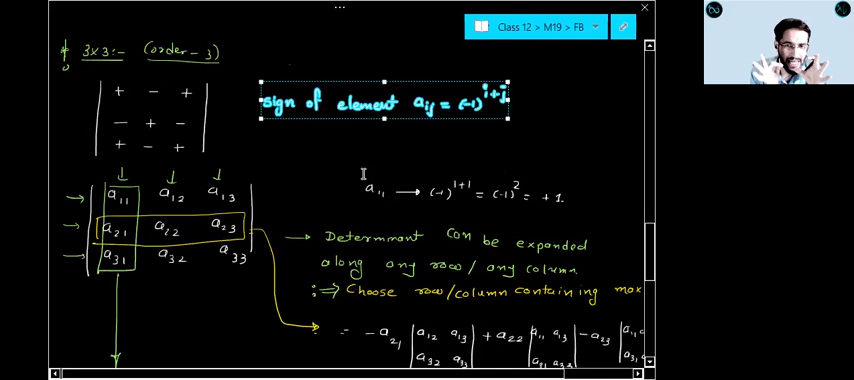 Class 12 > M19 > FB
3x3:- (order-3)
+ - +
- + -
+ - +
sign of element aij = (-1)^i+j
a11 → (-1)^1+1 = (-1)^2 = +1.
a11 a12 a13
a21 a22 a23
a31 a32 a33
→ Determinant can be expanded
along any row/ any column
⇒ Choose row/column containing max
= -a21 | a12 a13 | + a22 | a11 a13 | - a23
a32 a33 a31 a33